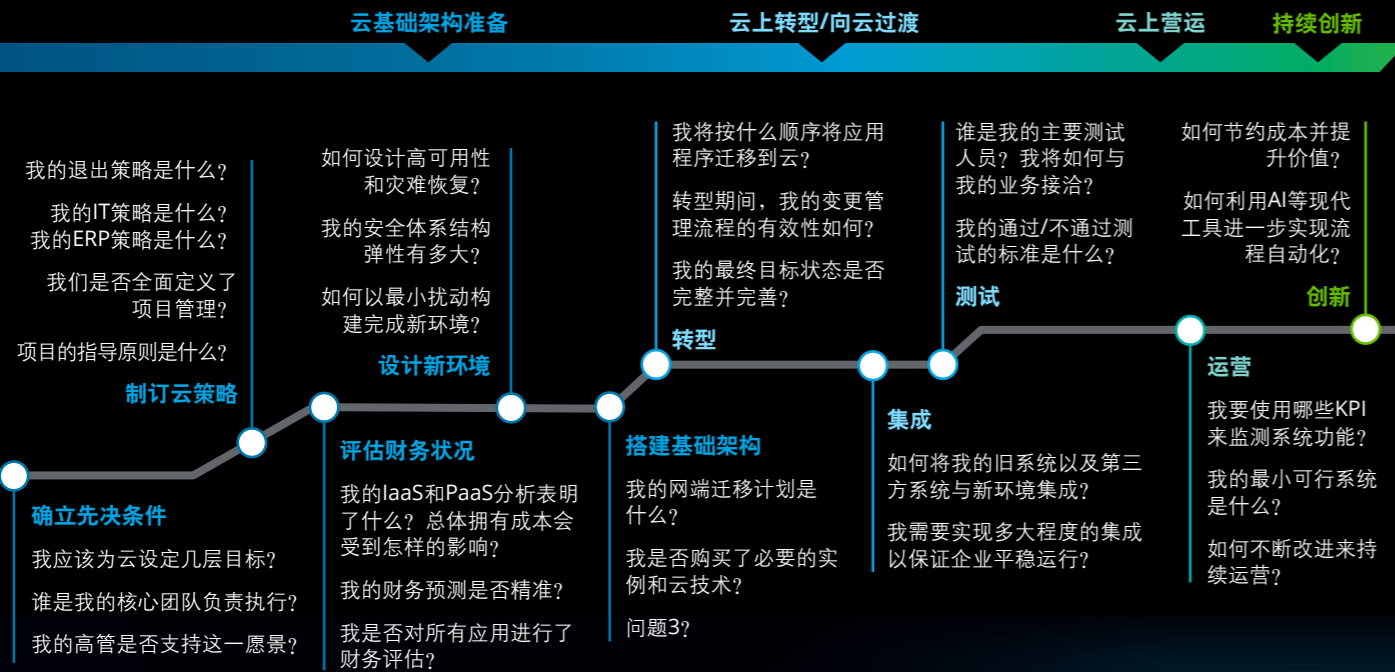 云基础架构准备
云上转型/向云过渡
云上营运
持续创新
确立先决条件
我应该为云设定几层目标？
谁是我的核心团队负责执行？
我的高管是否支持这一愿景？
我的退出策略是什么？
我的IT策略是什么？
我的ERP策略是什么？
我们是否全面定义了
项目管理？
项目的指导原则是什么？
制订云策略
评估财务状况
我的IaaS和PaaS分析表明
了什么？总体拥有成本会
受到怎样的影响？
我的财务预测是否精准？
我是否对所有应用进行了
财务评估？
如何设计高可用性
和灾难恢复？
我的安全体系结构
弹性有多大？
如何以最小扰动构
建完成新环境？
设计新环境
搭建基础架构
我的网端迁移计划是
什么？
我是否购买了必要的实
例和云技术？
问题3？
我将按什么顺序将应用
程序迁移到云？
转型期间，我的变更管
理流程的有效性如何？
我的最终目标状态是否
完整并完善？
转型
集成
如何将我的旧系统以及第三
方系统与新环境集成？
我需要实现多大程度的集成
以保证企业平稳运行？
谁是我的主要测试
人员？我将如何与
我的业务接洽？
我的通过/不通过测
试的标准是什么？
测试
运营
我要使用哪些KPI
来监测系统功能？
我的最小可行系统
是什么？
如何不断改进来持
续运营？
如何节约成本并提
升价值？
如何利用AI等现代
工具进一步实现流
程自动化？
创新